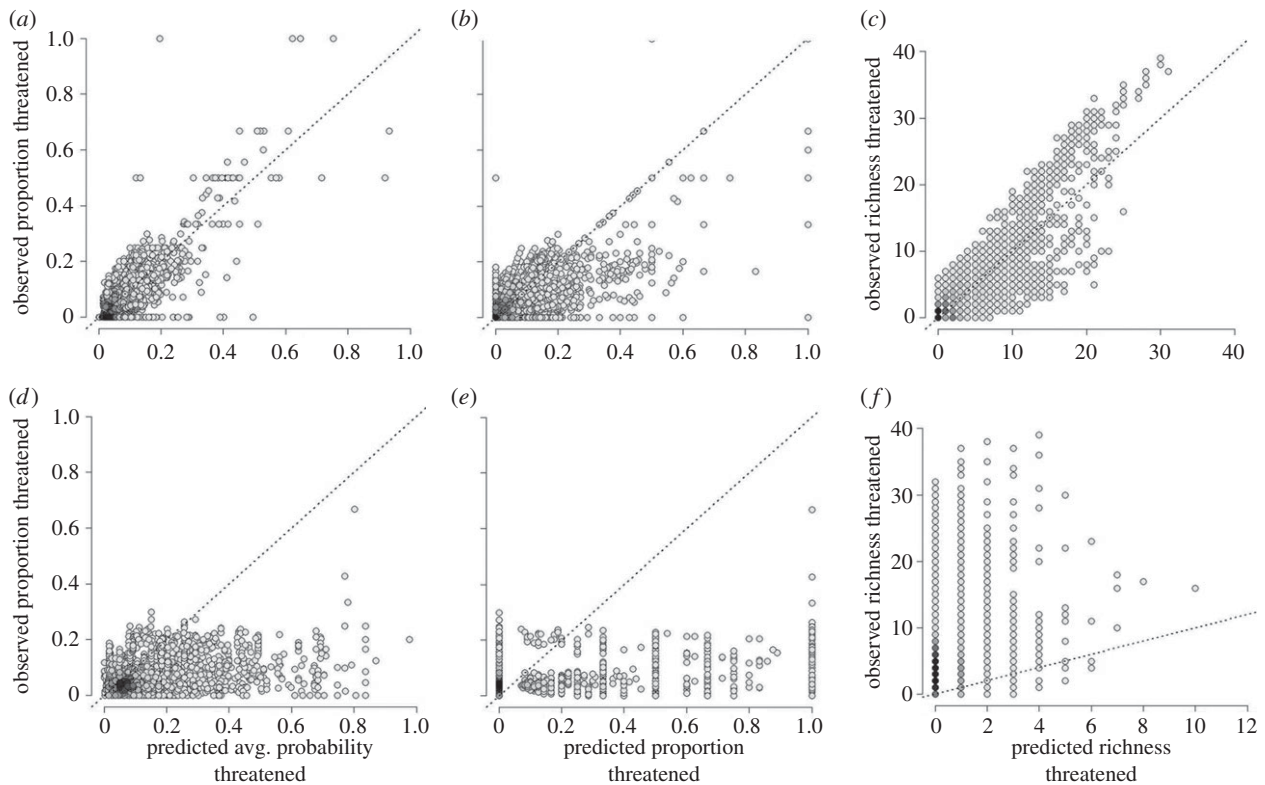 (a)
(b)
(c)
observed proportion threatened
1.0
0.8
0.6
0.4
0.2
0
0 0.2 0.4 0.6 0.8 1.0
0 0.2 0.4 0.6 0.8 1.0
observed richness threatened
40
30
20
10
0
0 10 20 30 40
(d)
(e)
(f)
observed proportion threatened
1.0
0.8
0.6
0.4
0.2
0
0 0.2 0.4 0.6 0.8 1.0
predicted avg. probability
threatened
0 0.2 0.4 0.6 0.8 1.0
predicted proportion
threatened
observed richness threatened
40
30
20
10
0
0 2 4 6 8 10 12
predicted richness
threatened